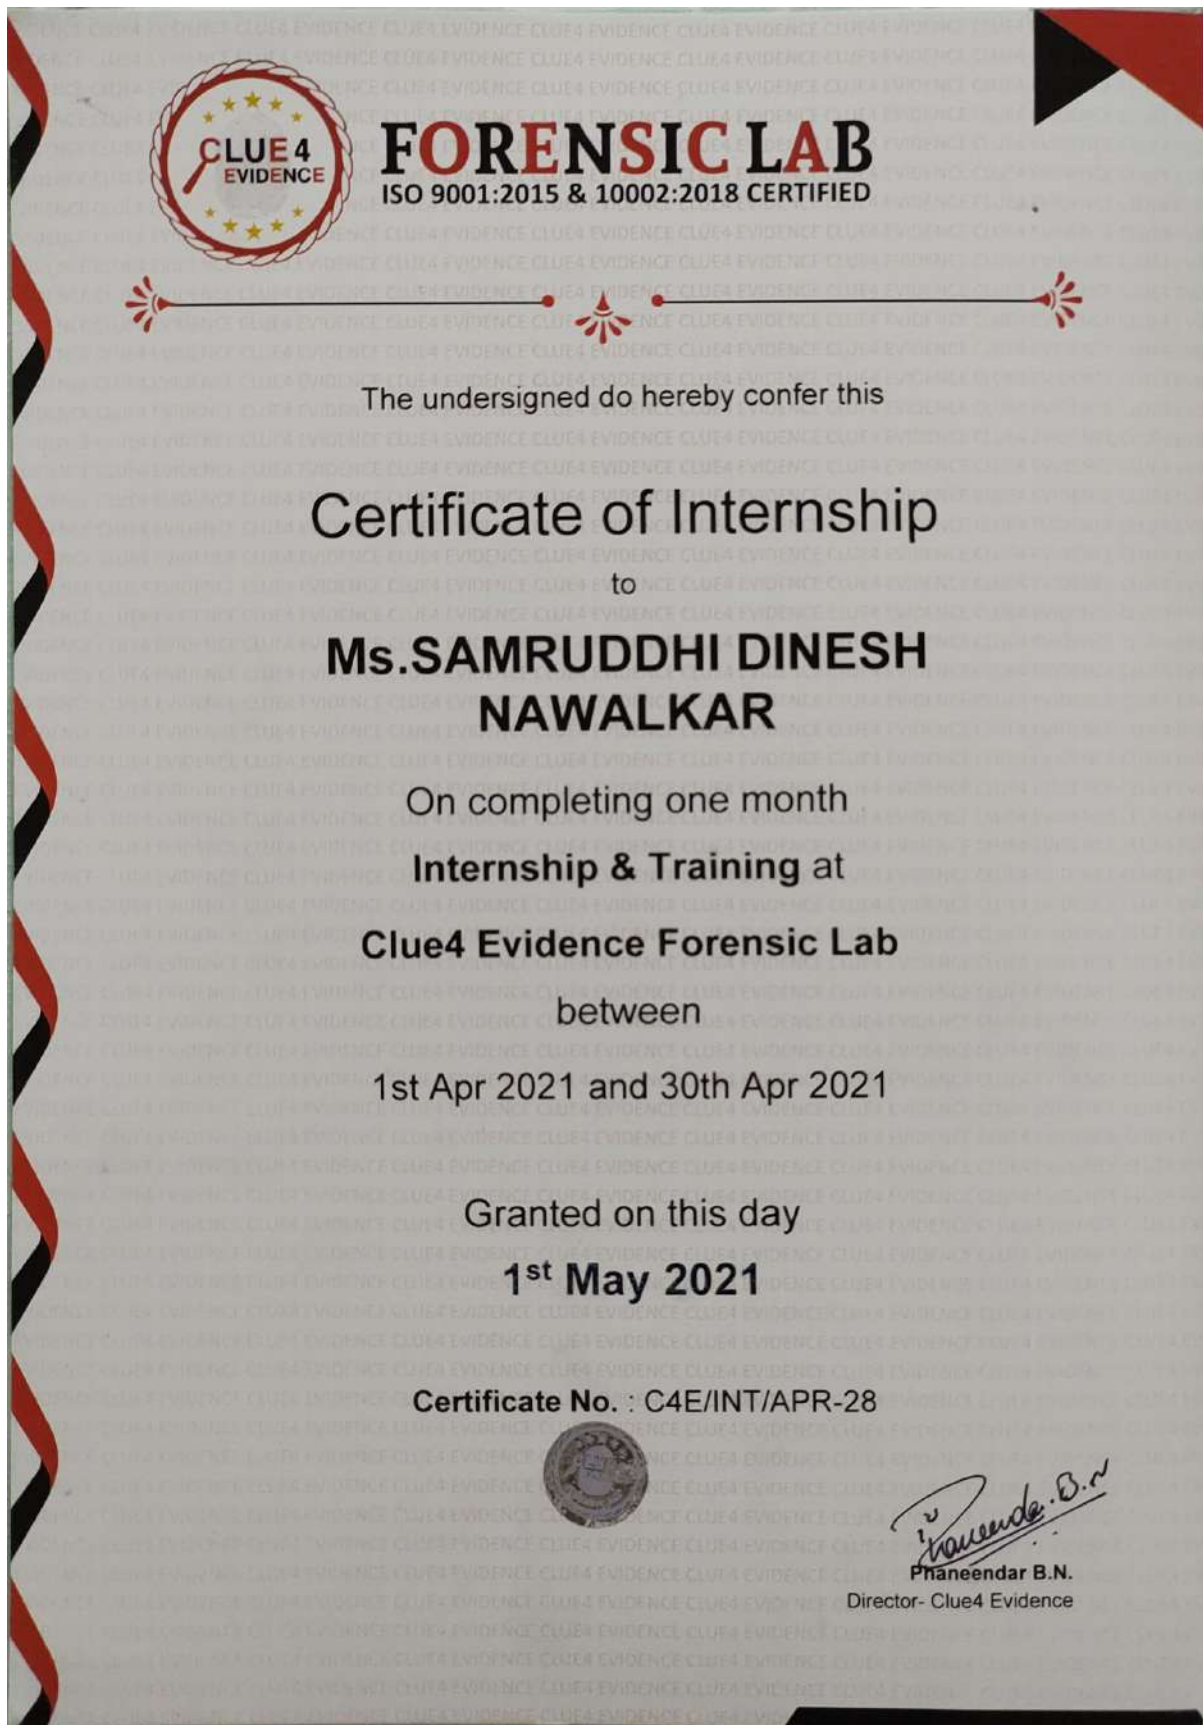 CLUE 4
EVIDENCE
FORENSIC LAB
ISO 9001:2015 & 10002:2018 CERTIFIED
The undersigned do hereby confer this
Certificate of Internship
to
Ms.SAMRUDDHI DINESH
NAWALKAR
On completing one month
Internship & Training at
Clue4 Evidence Forensic Lab
between
1st Apr 2021 and 30th Apr 2021
Granted on this day
1st May 2021
Certificate No. : C4E/INT/APR-28
Phaneendar B.N
Phaneendar B.N.
Director- Clue4 Evidence